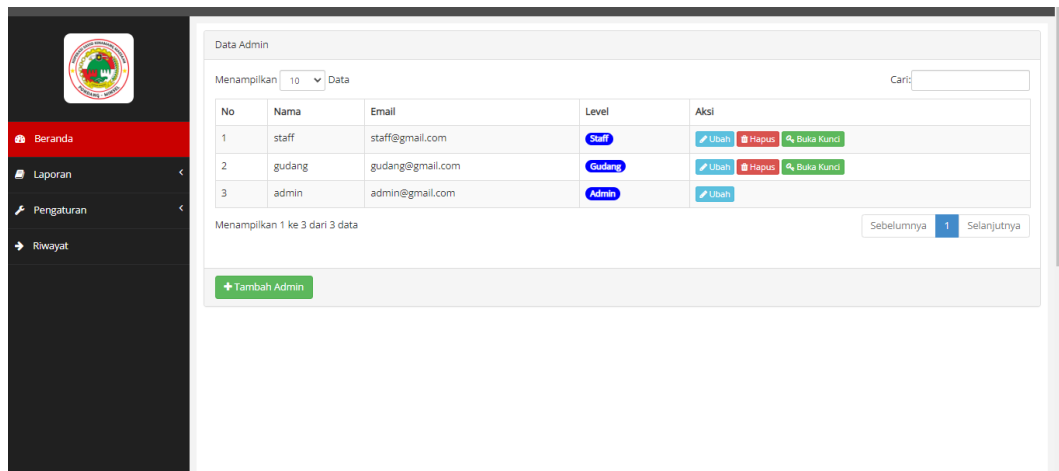 Data Admin
Menampilkan 10 Data
Cari:
No Nama Email Level Aksi
1 staff staff@gmail.com Staff Ubah Hapus Buka Kunci
2 gudang gudang@gmail.com Gudang Ubah Hapus Buka Kunci
3 admin admin@gmail.com Admin Ubah
Menampilkan 1 ke 3 dari 3 data
Sebelumnya 1 Selanjutnya
Tambah Admin
Beranda
Laporan
Pengaturan
Riwayat